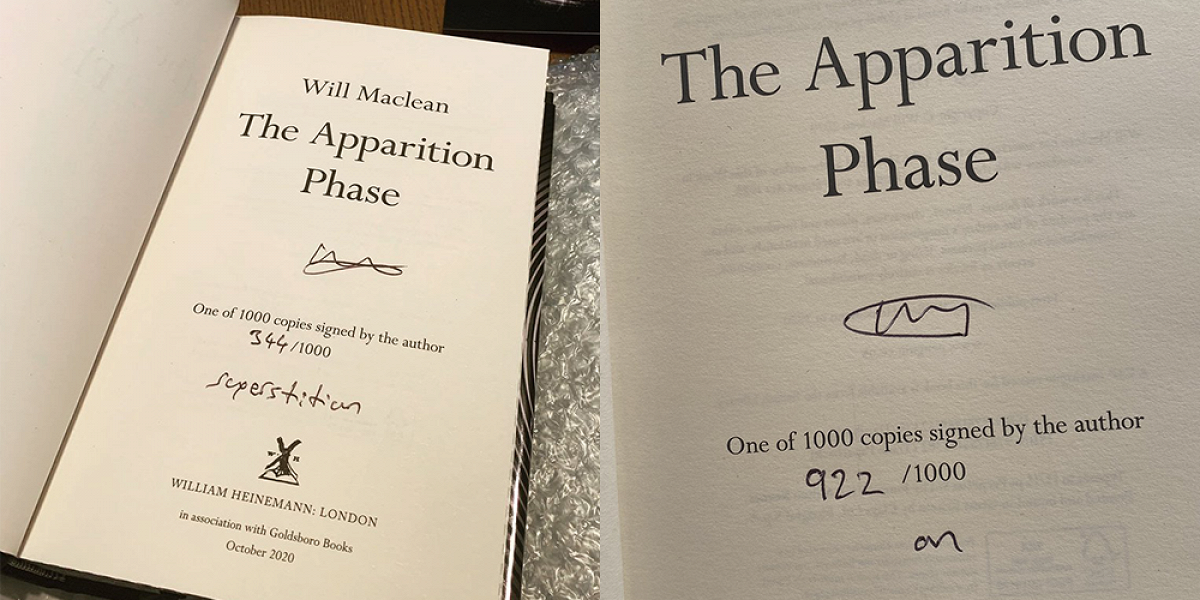 Will Maclean
The Apparition
Phase
One of 1000 copies signed by the author
344/1000
superstition
W H
WILLIAM HEINEMANN: LONDON
in association with Goldsboro Books
October 2020
The Apparition
Phase
One of 1000 copies signed by the author
922 /1000
on